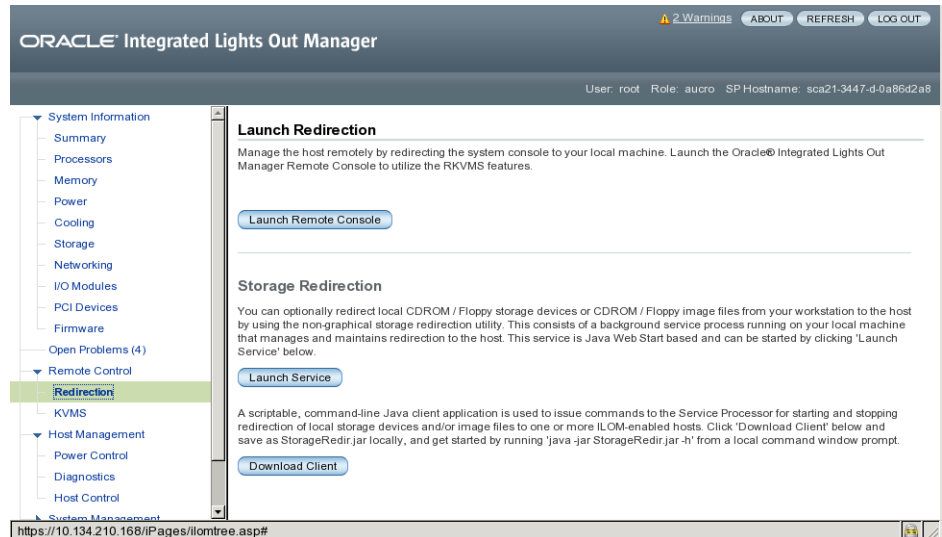 2 Warnings ABOUT REFRESH LOG OUT
ORACLE® Integrated Lights Out Manager
User: root Role: aucro SP Hostname: sca21-3447-d-0a86d2a8
System Information
Summary
Processors
Memory
Power
Cooling
Storage
Networking
I/O Modules
PCI Devices
Firmware
Open Problems (4)
Remote Control
Redirection
KVMS
Host Management
Power Control
Diagnostics
Host Control
System Management
Launch Redirection
Manage the host remotely by redirecting the system console to your local machine. Launch the Oracle® Integrated Lights Out
Manager Remote Console to utilize the RKVMS features.
Launch Remote Console
Storage Redirection
You can optionally redirect local CDROM / Floppy storage devices or CDROM / Floppy image files from your workstation to the host
by using the non-graphical storage redirection utility. This consists of a background service process running on your local machine
that manages and maintains redirection to the host. This service is Java Web Start based and can be started by clicking 'Launch
Service' below.
Launch Service
A scriptable, command-line Java client application is used to issue commands to the Service Processor for starting and stopping
redirection of local storage devices and/or image files to one or more ILOM-enabled hosts. Click 'Download Client' below and
save as StorageRedir.jar locally, and get started by running 'java -jar StorageRedir.jar -h' from a local command window prompt.
Download Client
https://10.134.210.168/iPages/ilomtree.asp#